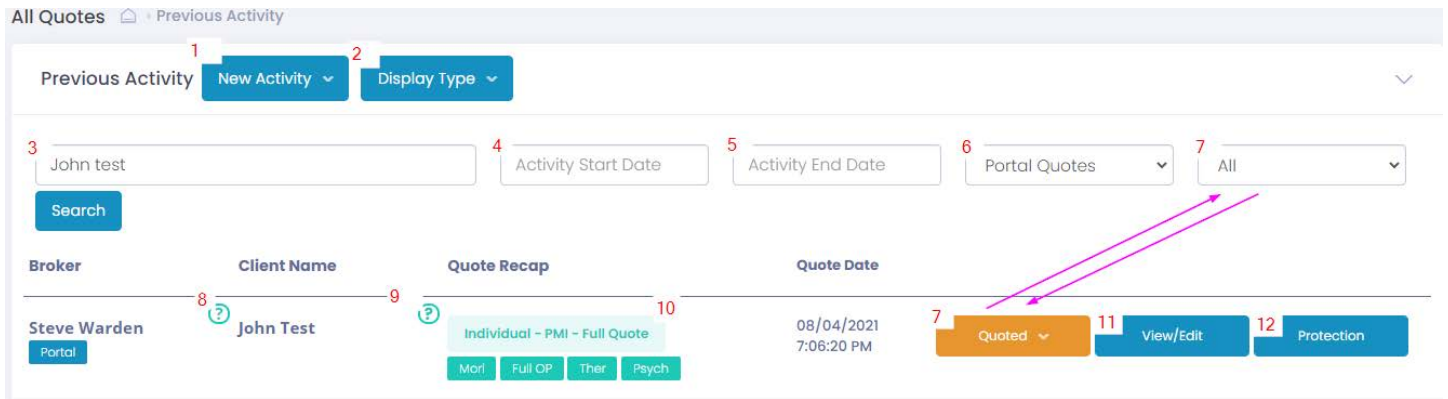 All Quotes Previous Activity
1 2
Previous Activity New Activity Display Type
3 4 5 6 7
John test Activity Start Date Activity End Date Portal Quotes All
Search
Broker Client Name Quote Recap Quote Date
8 ? 9 ? 10
Steve Warden John Test Individual - PMI - Full Quote 08/04/2021 7 Quoted 11 View/Edit 12 Protection
Portal 7:06:20 PM
Morl Full OP Ther Psych